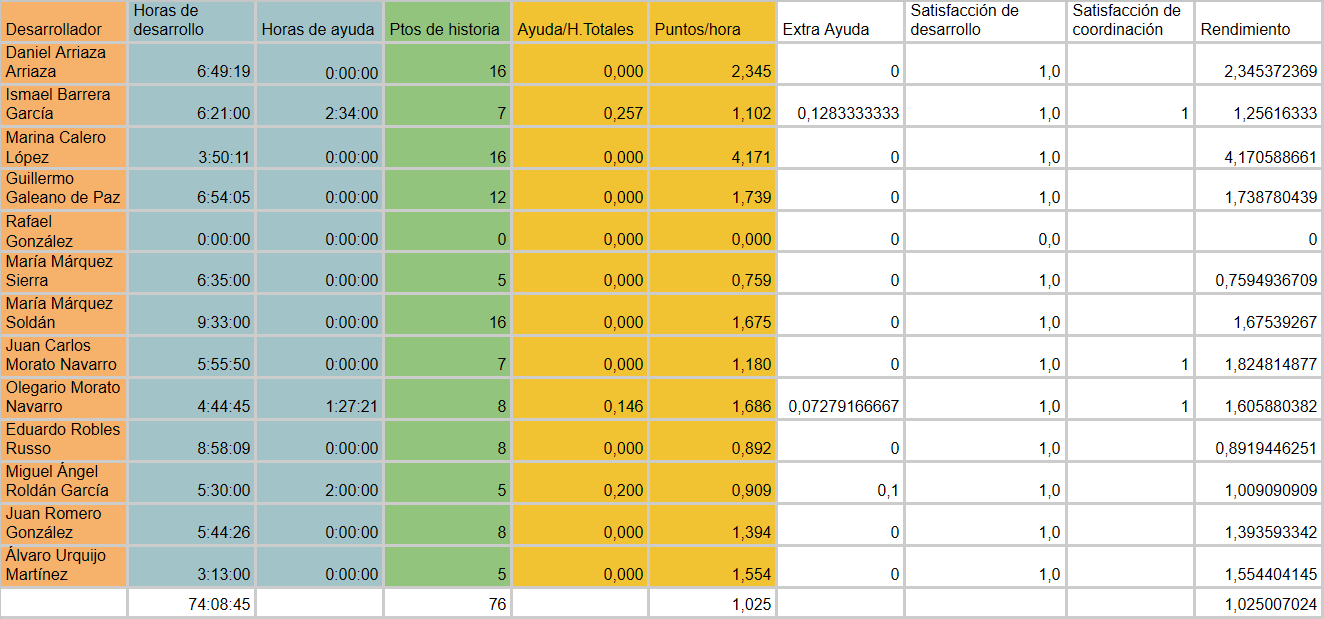 Desarrollador Horas de desarrollo Horas de ayuda Ptos de historia Ayuda/H.Totales Puntos/hora Extra Ayuda Satisfacción de desarrollo Satisfacción de coordinación Rendimiento
Daniel Arriaza Arriaza 6:49:19 0:00:00 16 0,000 2,345 0 1,0 2,345372369
Ismael Barrera García 6:21:00 2:34:00 7 0,257 1,102 0,1283333333 1,0 1 1,25616333
Marina Calero López 3:50:11 0:00:00 16 0,000 4,171 0 1,0 4,170588661
Guillermo Galeano de Paz 6:54:05 0:00:00 12 0,000 1,739 0 1,0 1,738780439
Rafael González 0:00:00 0:00:00 0 0,000 0,000 0 0,0 0
María Márquez Sierra 6:35:00 0:00:00 5 0,000 0,759 0 1,0 0,7594936709
María Márquez Soldán 9:33:00 0:00:00 16 0,000 1,675 0 1,0 1,67539267
Juan Carlos Morato Navarro 5:55:50 0:00:00 7 0,000 1,180 0 1,0 1 1,824814877
Olegario Morato Navarro 4:44:45 1:27:21 8 0,146 1,686 0,07279166667 1,0 1 1,605880382
Eduardo Robles Russo 8:58:09 0:00:00 8 0,000 0,892 0 1,0 0,8919446251
Miguel Ángel Roldán García 5:30:00 2:00:00 5 0,200 0,909 0,1 1,0 1,009090909
Juan Romero González 5:44:26 0:00:00 8 0,000 1,394 0 1,0 1,393593342
Álvaro Urquijo Martínez 3:13:00 0:00:00 5 0,000 1,554 0 1,0 1,554404145
74:08:45 76 1,025 1,025007024